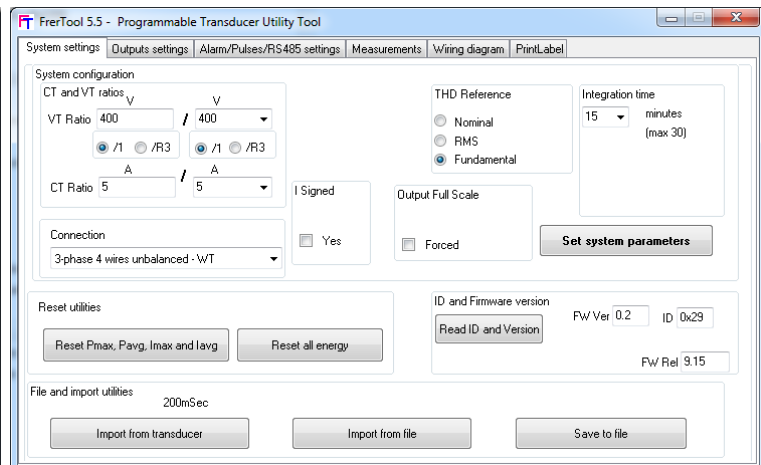 FrerTool 5.5 - Programmable Transducer Utility Tool
System settings Outputs settings Alarm/Pulses/RS485 settings Measurements Wiring diagram PrintLabel
System configuration
CT and VT ratios
V V
VT Ratio 400 / 400
/1 /R3 /1 /R3
A A
CT Ratio 5 / 5
Connection
3-phase 4 wires unbalanced - WT
I Signed
Yes
THD Reference
Nominal
RMS
Fundamental
Output Full Scale
Forced
Integration time
15 minutes
(max 30)
Set system parameters
Reset utilities
Reset Pmax, Pavg, Imax and Iavg Reset all energy
ID and Firmware version
Read ID and Version FW Ver 0.2 ID 0x29
FW Rel 9.15
File and import utilities
200mSec
Import from transducer Import from file Save to file